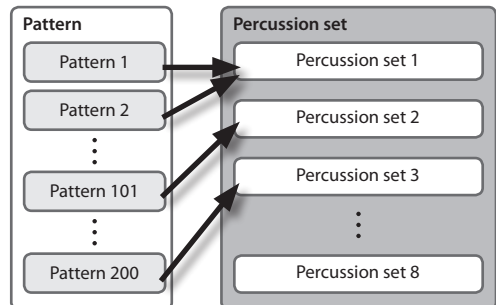 Pattern
Pattern 1
Pattern 2
Pattern 101
Pattern 200
Percussion set
Percussion set 1
Percussion set 2
Percussion set 3
Percussion set 8